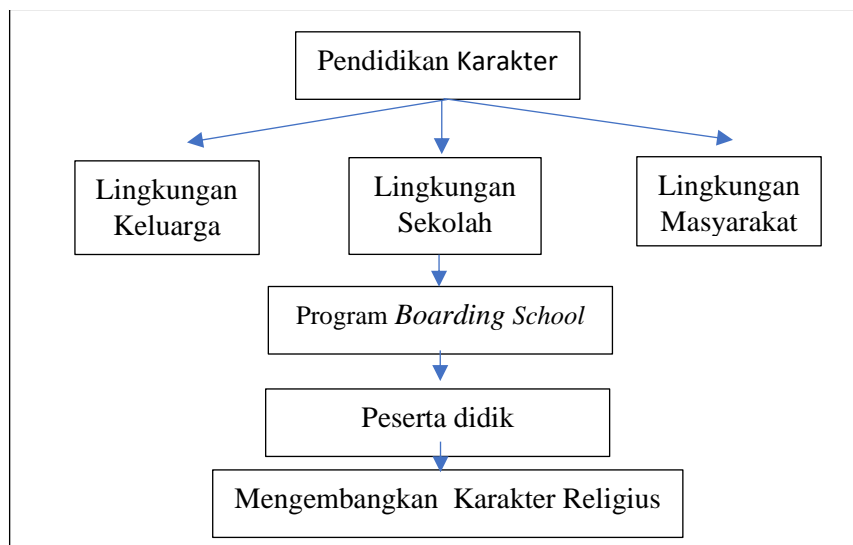 Pendidikan Karakter
Lingkungan
Keluarga
Lingkungan
Sekolah
Lingkungan
Masyarakat
Program Boarding School
Peserta didik
Mengembangkan Karakter Religius